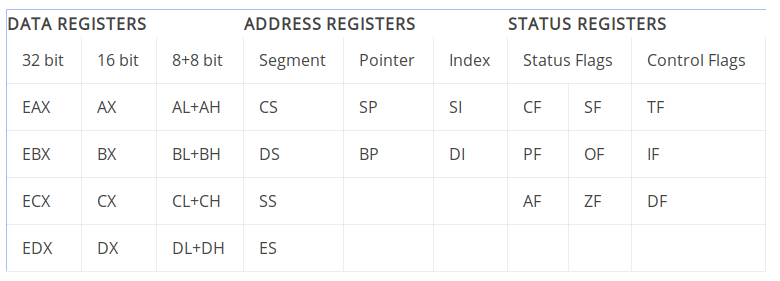 DATA REGISTERS ADDRESS REGISTERS STATUS REGISTERS
32 bit 16 bit 8+8 bit Segment Pointer Index Status Flags Control Flags
EAX AX AL+AH CS SP SI CF SF TF
EBX BX BL+BH DS BP DI PF OF IF
ECX CX CL+CH SS AF ZF DF
EDX DX DL+DH ES